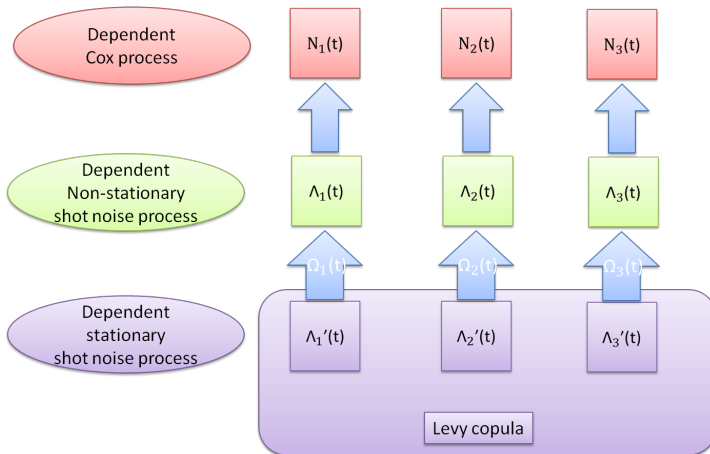 Dependent
Cox process
N₁(t) N₂(t) N₃(t)
Dependent
Non-stationary
shot noise process
Λ₁(t) Λ₂(t) Λ₃(t)
Ω₁(t) Ω₂(t) Ω₃(t)
Dependent
stationary
shot noise process
Λ₁’(t) Λ₂’(t) Λ₃’(t)
Levy copula